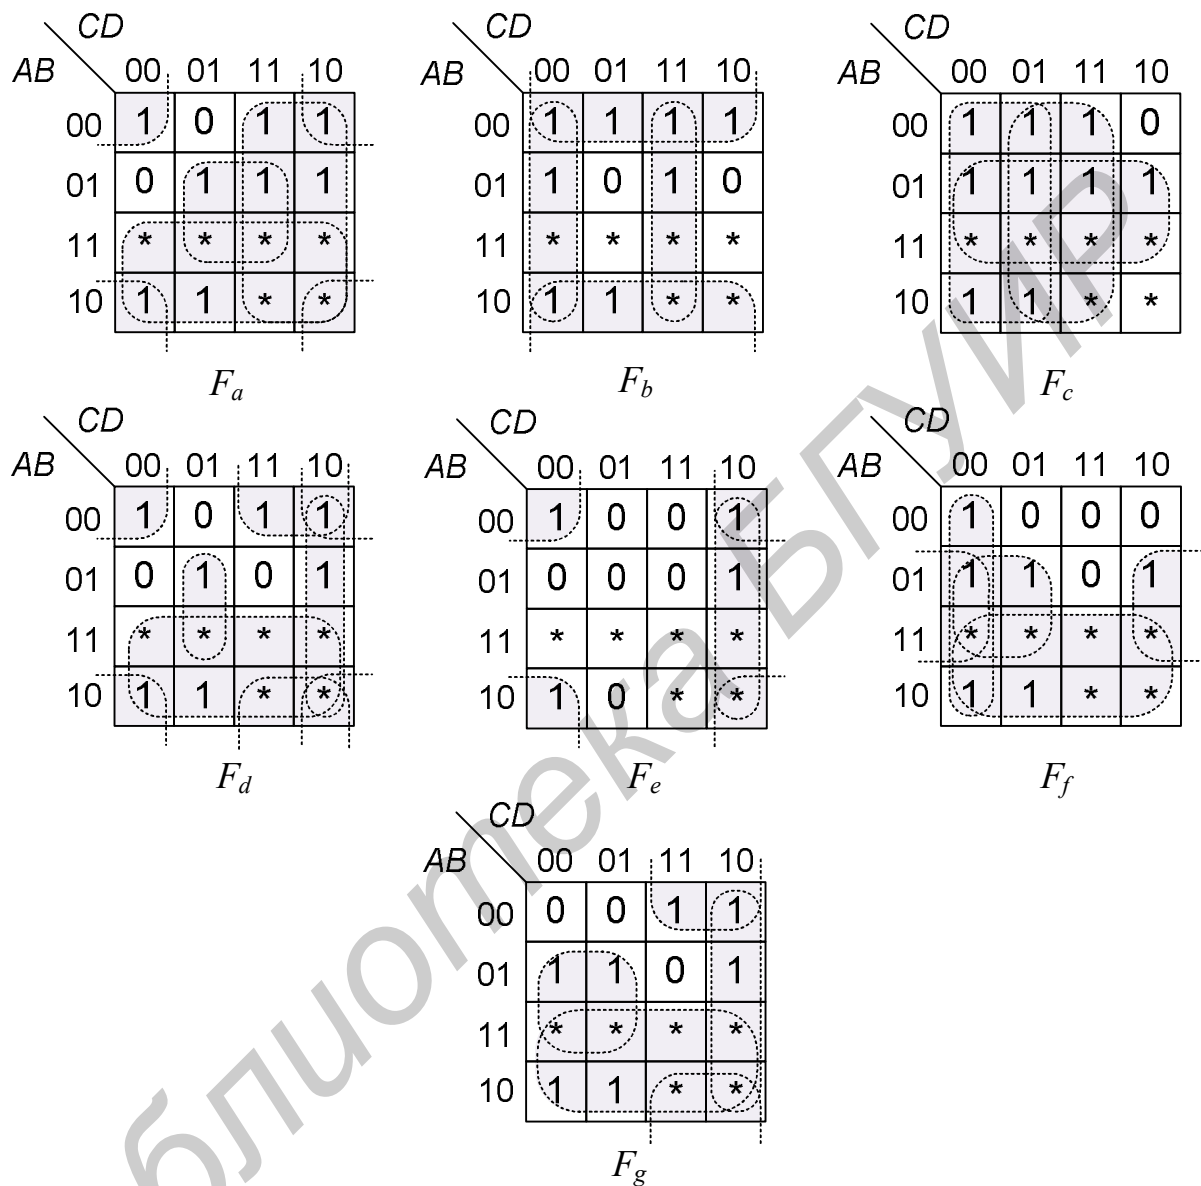 CD CD CD
AB 00 01 11 10 AB 00 01 11 10 AB 00 01 11 10
00 1 0 1 1 00 1 1 1 1 00 1 1 1 0
01 0 1 1 1 01 1 0 1 0 01 1 1 1 1
11 * * * * 11 * * * * 11 * * * *
10 1 1 * * 10 1 1 * * 10 1 1 * *
Fa Fb Fc
CD CD CD
AB 00 01 11 10 AB 00 01 11 10 AB 00 01 11 10
00 1 0 1 1 00 1 0 0 1 00 1 0 0 0
01 0 1 0 1 01 0 0 0 1 01 1 1 0 1
11 * * * * 11 * * * * 11 * * * *
10 1 1 * * 10 1 0 * * 10 1 1 * *
Fd Fe Ff
CD
AB 00 01 11 10
00 0 0 1 1
01 1 1 0 1
11 * * * *
10 1 1 * *
Fg
блиотека БГУИР